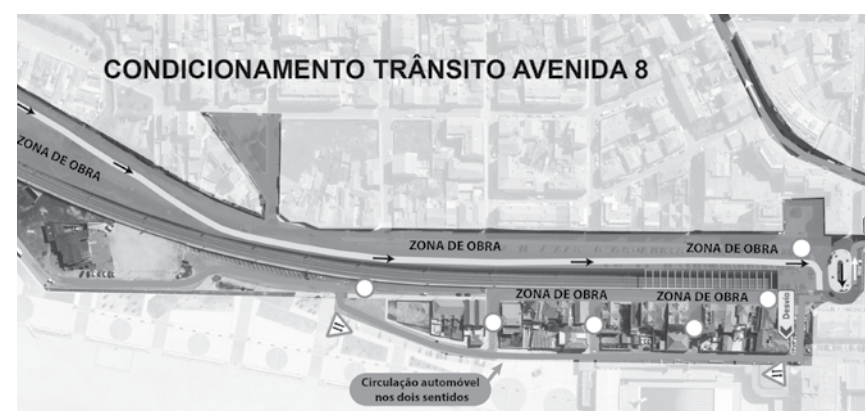 CONDICIONAMENTO TRÂNSITO AVENIDA 8
ZONA DE OBRA
ZONA DE OBRA
ZONA DE OBRA
ZONA DE OBRA
ZONA DE OBRA
Desvio
Circulação automóvel
nos dois sentidos